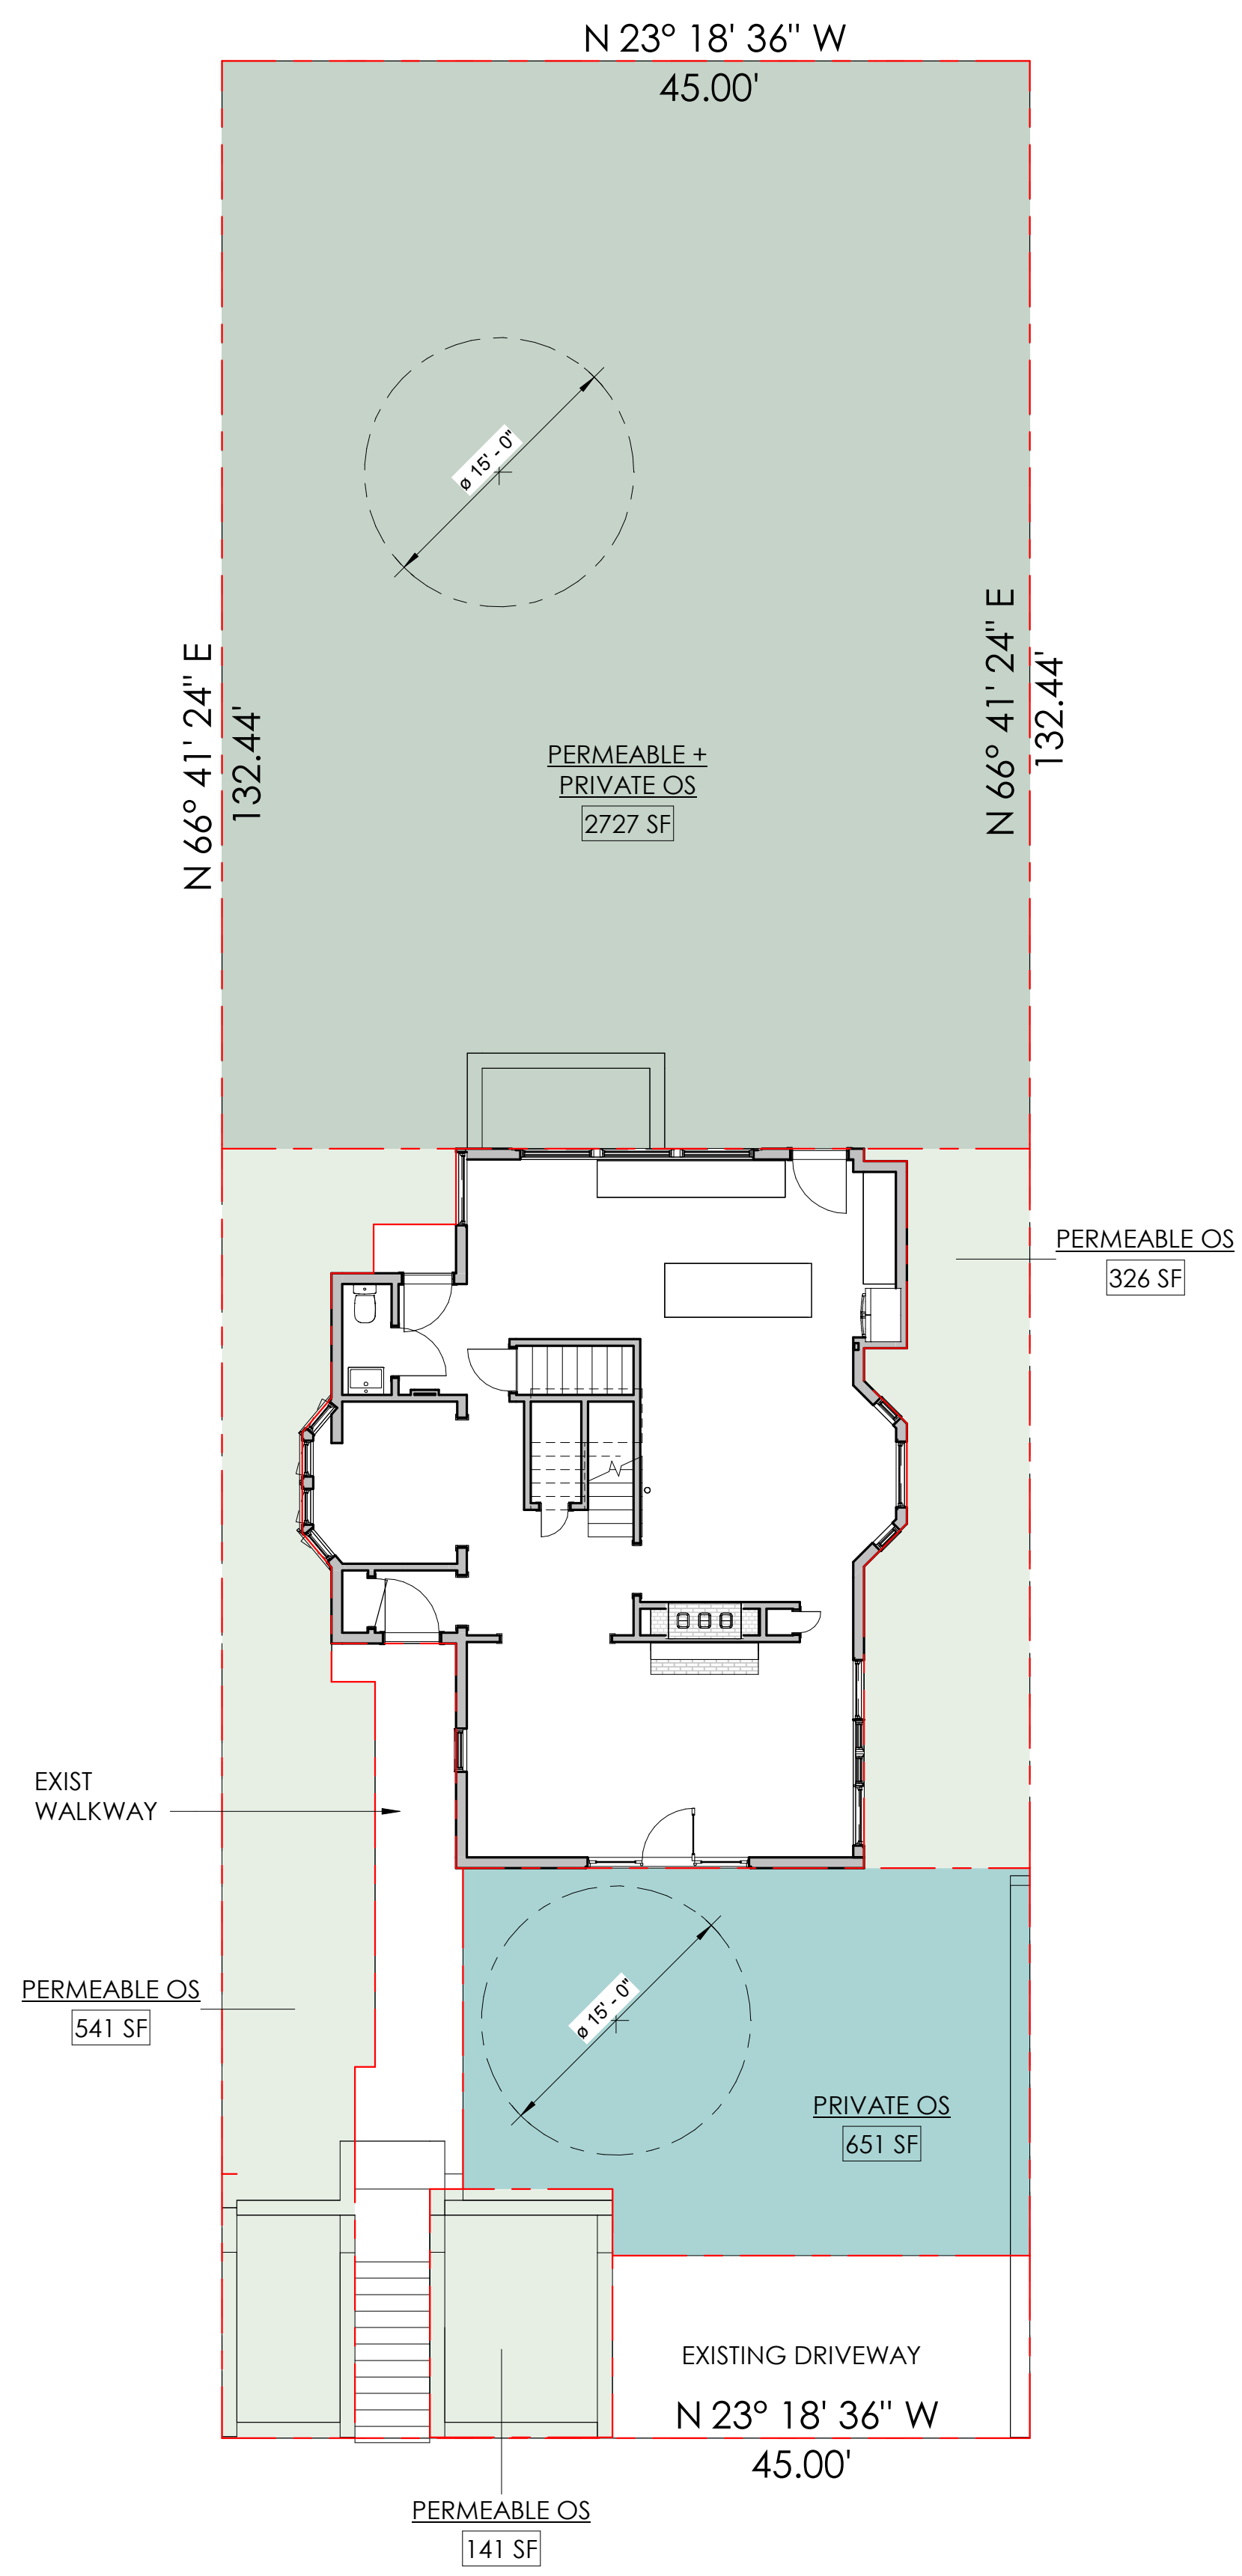 N 23° 18' 36" W
45.00'
ø 15' - 0"
N 66° 41' 24" E
132.44'
N 66° 41' 24" E
132.44'
PERMEABLE +
PRIVATE OS
2727 SF
PERMEABLE OS
326 SF
EXIST
WALKWAY
PERMEABLE OS
541 SF
ø 15' - 0"
PRIVATE OS
651 SF
EXISTING DRIVEWAY
N 23° 18' 36" W
45.00'
PERMEABLE OS
141 SF